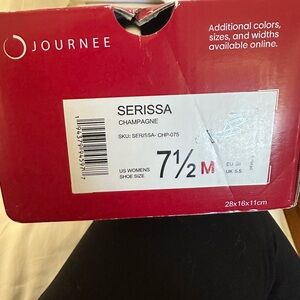 JOURNEE
Additional colors,
sizes, and widths
available online.
SERISSA
CHAMPAGNE
SKU: SERISSA- CHP-075
US WOMENS
SHOE SIZE
7½ M
UK 5.5
28x16x11cm